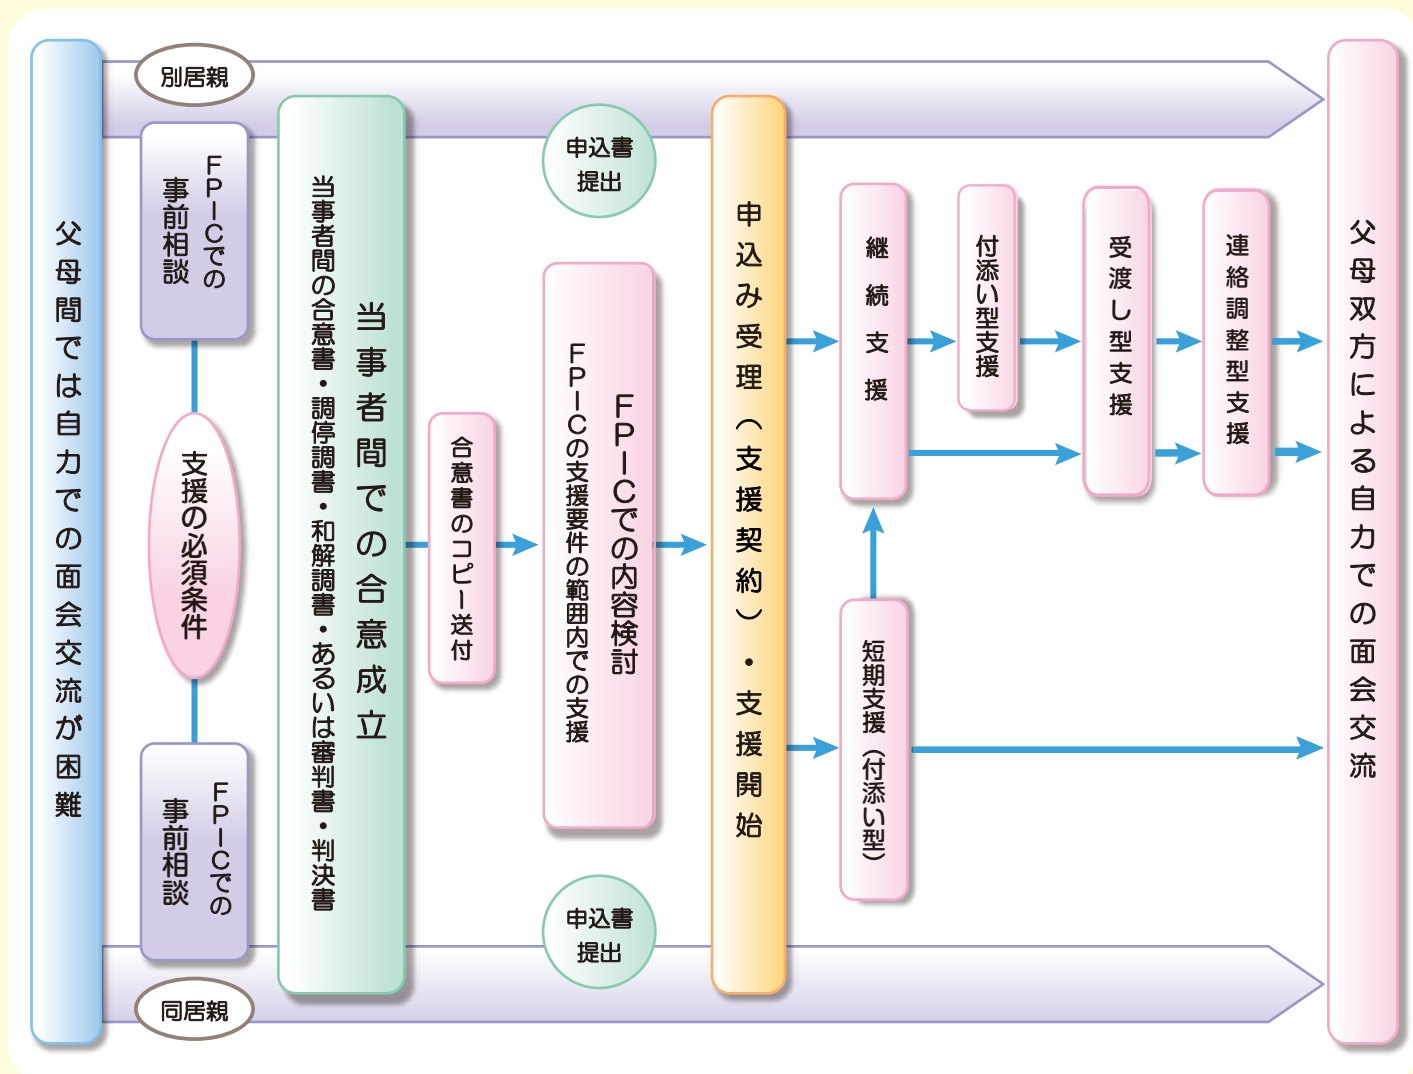 父母間では自力での面会交流が困難
別居親
FPICでの
事前相談
支援の必須条件
FPICでの
事前相談
同居親
当事者間での合意成立
当事者間の合意書・調停調書・和解調書・あるいは審判書・判決書
合意書のコピー送付
申込書
提出
FPICでの内容検討
FPICの支援要件の範囲内での支援
申込書
提出
申込み受理（支援契約）・支援開始
継続支援
付添い型支援
受渡し型支援
連絡調整型支援
短期支援（付添い型）
父母双方による自力での面会交流